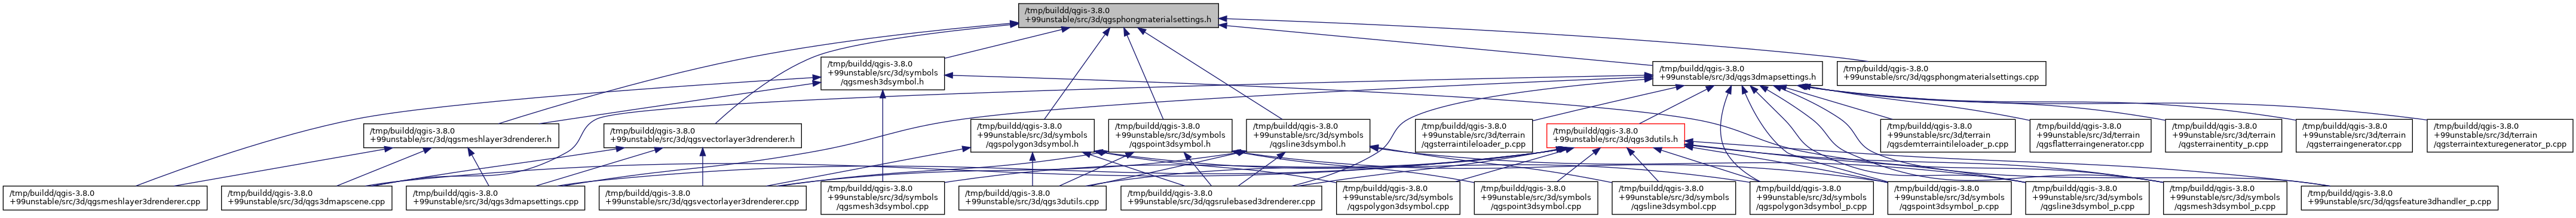 /tmp/buildd/qgis-3.8.0
+99unstable/src/3d/qgsphongmaterialsettings.h
/tmp/buildd/qgis-3.8.0
+99unstable/src/3d/symbols
/qgsmesh3dsymbol.h
/tmp/buildd/qgis-3.8.0
+99unstable/src/3d/qgs3dmapsettings.h
/tmp/buildd/qgis-3.8.0
+99unstable/src/3d/qgsphongmaterialsettings.cpp
/tmp/buildd/qgis-3.8.0
+99unstable/src/3d/qgsmeshlayer3drenderer.h
/tmp/buildd/qgis-3.8.0
+99unstable/src/3d/qgsvectorlayer3drenderer.h
/tmp/buildd/qgis-3.8.0
+99unstable/src/3d/symbols
/qgspolygon3dsymbol.h
/tmp/buildd/qgis-3.8.0
+99unstable/src/3d/symbols
/qgspoint3dsymbol.h
/tmp/buildd/qgis-3.8.0
+99unstable/src/3d/symbols
/qgsline3dsymbol.h
/tmp/buildd/qgis-3.8.0
+99unstable/src/3d/terrain
/qgsterraintileloader_p.cpp
/tmp/buildd/qgis-3.8.0
+99unstable/src/3d/qgs3dutils.h
/tmp/buildd/qgis-3.8.0
+99unstable/src/3d/terrain
/qgsdemterraintileloader_p.cpp
/tmp/buildd/qgis-3.8.0
+99unstable/src/3d/terrain
/qgsflatterraingenerator.cpp
/tmp/buildd/qgis-3.8.0
+99unstable/src/3d/terrain
/qgsterrainentity_p.cpp
/tmp/buildd/qgis-3.8.0
+99unstable/src/3d/terrain
/qgsterraingenerator.cpp
/tmp/buildd/qgis-3.8.0
+99unstable/src/3d/terrain
/qgsterraintexturegenerator_p.cpp
/tmp/buildd/qgis-3.8.0
+99unstable/src/3d/qgsmeshlayer3drenderer.cpp
/tmp/buildd/qgis-3.8.0
+99unstable/src/3d/qgs3dmapscene.cpp
/tmp/buildd/qgis-3.8.0
+99unstable/src/3d/qgs3dmapsettings.cpp
/tmp/buildd/qgis-3.8.0
+99unstable/src/3d/qgsvectorlayer3drenderer.cpp
/tmp/buildd/qgis-3.8.0
+99unstable/src/3d/symbols
/qgsmesh3dsymbol.cpp
/tmp/buildd/qgis-3.8.0
+99unstable/src/3d/qgs3dutils.cpp
/tmp/buildd/qgis-3.8.0
+99unstable/src/3d/qgsrulebased3drenderer.cpp
/tmp/buildd/qgis-3.8.0
+99unstable/src/3d/symbols
/qgspolygon3dsymbol.cpp
/tmp/buildd/qgis-3.8.0
+99unstable/src/3d/symbols
/qgspoint3dsymbol.cpp
/tmp/buildd/qgis-3.8.0
+99unstable/src/3d/symbols
/qgsline3dsymbol.cpp
/tmp/buildd/qgis-3.8.0
+99unstable/src/3d/symbols
/qgspolygon3dsymbol_p.cpp
/tmp/buildd/qgis-3.8.0
+99unstable/src/3d/symbols
/qgspoint3dsymbol_p.cpp
/tmp/buildd/qgis-3.8.0
+99unstable/src/3d/symbols
/qgsline3dsymbol_p.cpp
/tmp/buildd/qgis-3.8.0
+99unstable/src/3d/symbols
/qgsmesh3dsymbol_p.cpp
/tmp/buildd/qgis-3.8.0
+99unstable/src/3d/qgsfeature3dhandler_p.cpp